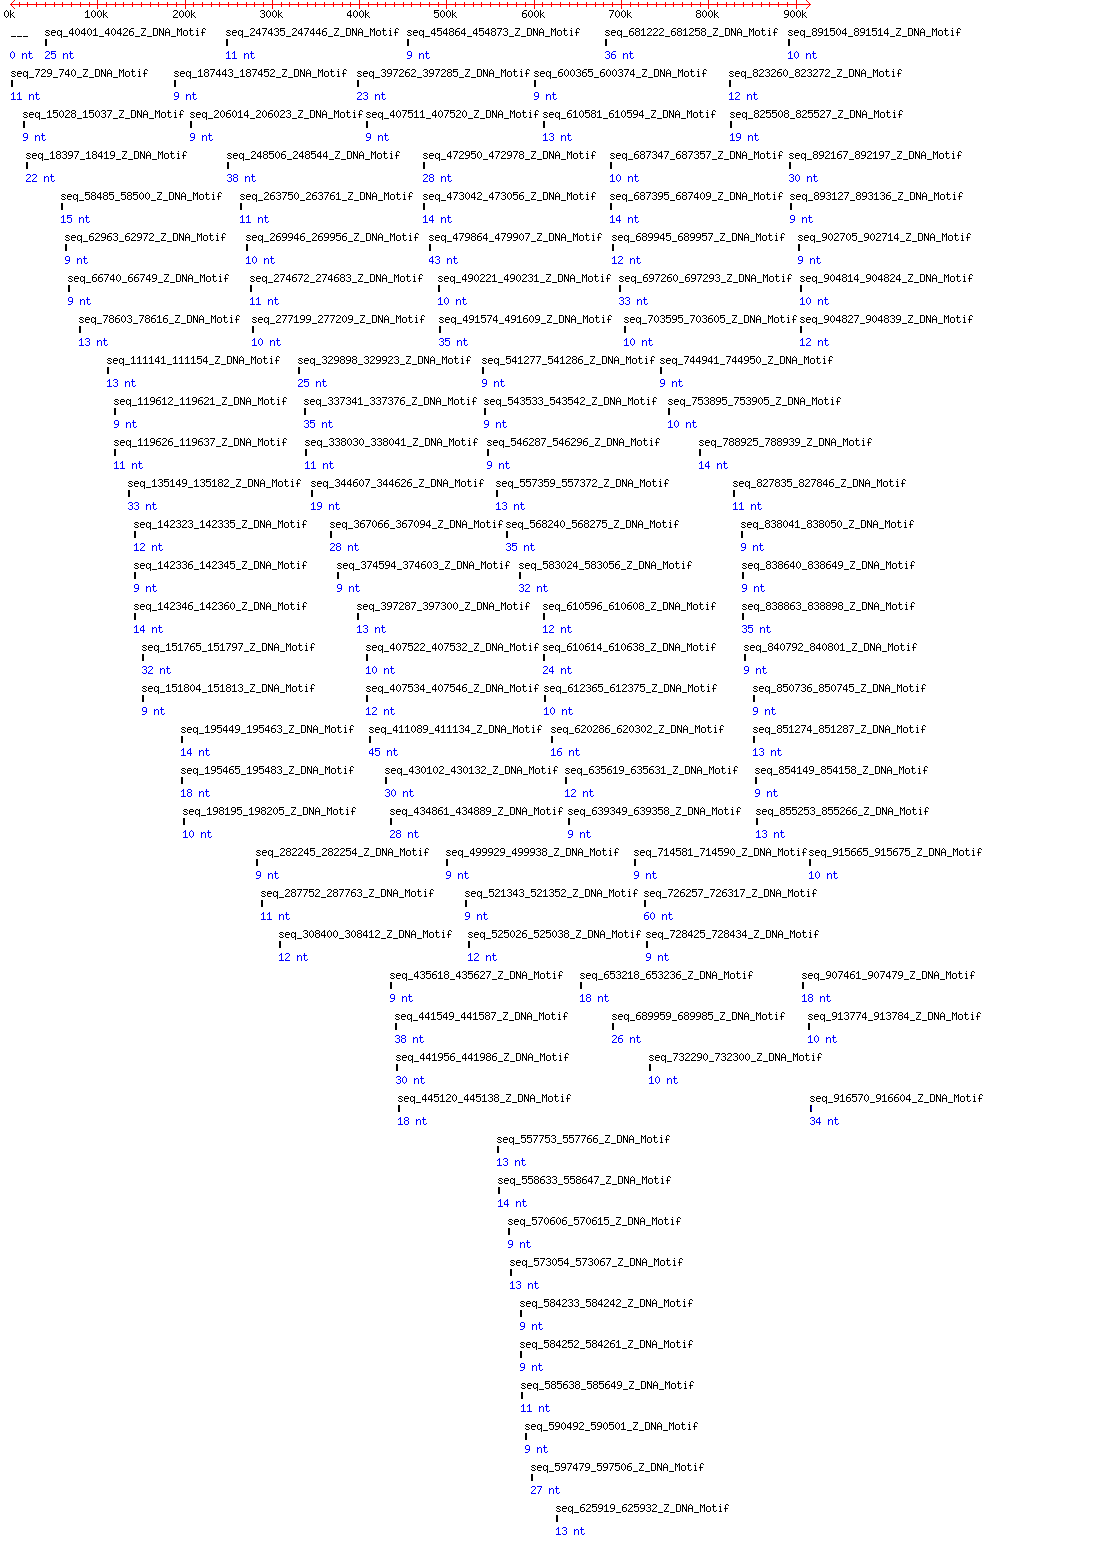 0k 100k 200k 300k 400k 500k 600k 700k 800k 900k
___ seq_40401_40426_Z_DNA_Motif seq_247435_247446_Z_DNA_Motif seq_454864_454873_Z_DNA_Motif seq_681222_681258_Z_DNA_Motif seq_891504_891514_Z_DNA_Motif
0 nt 25 nt 11 nt 9 nt 36 nt 10 nt
seq_729_740_Z_DNA_Motif seq_187443_187452_Z_DNA_Motif seq_397262_397285_Z_DNA_Motif seq_600365_600374_Z_DNA_Motif seq_823260_823272_Z_DNA_Motif
11 nt 9 nt 23 nt 9 nt 12 nt
seq_15028_15037_Z_DNA_Motif seq_206014_206023_Z_DNA_Motif seq_407511_407520_Z_DNA_Motif seq_610581_610594_Z_DNA_Motif seq_825508_825527_Z_DNA_Motif
9 nt 9 nt 9 nt 13 nt 19 nt
seq_18397_18419_Z_DNA_Motif seq_248506_248544_Z_DNA_Motif seq_472950_472978_Z_DNA_Motif seq_687347_687357_Z_DNA_Motif seq_892167_892197_Z_DNA_Motif
22 nt 38 nt 28 nt 10 nt 30 nt
seq_58485_58500_Z_DNA_Motif seq_263750_263761_Z_DNA_Motif seq_473042_473056_Z_DNA_Motif seq_687395_687409_Z_DNA_Motif seq_893127_893136_Z_DNA_Motif
15 nt 11 nt 14 nt 14 nt 9 nt
seq_62963_62972_Z_DNA_Motif seq_269946_269956_Z_DNA_Motif seq_479864_479907_Z_DNA_Motif seq_689945_689957_Z_DNA_Motif seq_902705_902714_Z_DNA_Motif
9 nt 10 nt 43 nt 12 nt 9 nt
seq_66740_66749_Z_DNA_Motif seq_274672_274683_Z_DNA_Motif seq_490221_490231_Z_DNA_Motif seq_697260_697293_Z_DNA_Motif seq_904814_904824_Z_DNA_Motif
9 nt 11 nt 10 nt 33 nt 10 nt
seq_78603_78616_Z_DNA_Motif seq_277199_277209_Z_DNA_Motif seq_491574_491609_Z_DNA_Motif seq_703595_703605_Z_DNA_Motif seq_904827_904839_Z_DNA_Motif
13 nt 10 nt 35 nt 10 nt 12 nt
seq_111141_111154_Z_DNA_Motif seq_329898_329923_Z_DNA_Motif seq_541277_541286_Z_DNA_Motif seq_744941_744950_Z_DNA_Motif
13 nt 25 nt 9 nt 9 nt
seq_119612_119621_Z_DNA_Motif seq_337341_337376_Z_DNA_Motif seq_543533_543542_Z_DNA_Motif seq_753895_753905_Z_DNA_Motif
9 nt 35 nt 9 nt 10 nt
seq_119626_119637_Z_DNA_Motif seq_338030_338041_Z_DNA_Motif seq_546287_546296_Z_DNA_Motif seq_788925_788939_Z_DNA_Motif
11 nt 11 nt 9 nt 14 nt
seq_135149_135182_Z_DNA_Motif seq_344607_344626_Z_DNA_Motif seq_557359_557372_Z_DNA_Motif seq_827835_827846_Z_DNA_Motif
33 nt 19 nt 13 nt 11 nt
seq_142323_142335_Z_DNA_Motif seq_367066_367094_Z_DNA_Motif seq_568240_568275_Z_DNA_Motif seq_838041_838050_Z_DNA_Motif
12 nt 28 nt 35 nt 9 nt
seq_142336_142345_Z_DNA_Motif seq_374594_374603_Z_DNA_Motif seq_583024_583056_Z_DNA_Motif seq_838640_838649_Z_DNA_Motif
9 nt 9 nt 32 nt 9 nt
seq_142346_142360_Z_DNA_Motif seq_397287_397300_Z_DNA_Motif seq_610596_610608_Z_DNA_Motif seq_838863_838898_Z_DNA_Motif
14 nt 13 nt 12 nt 35 nt
seq_151765_151797_Z_DNA_Motif seq_407522_407532_Z_DNA_Motif seq_610614_610638_Z_DNA_Motif seq_840792_840801_Z_DNA_Motif
32 nt 10 nt 24 nt 9 nt
seq_151804_151813_Z_DNA_Motif seq_407534_407546_Z_DNA_Motif seq_612365_612375_Z_DNA_Motif seq_850736_850745_Z_DNA_Motif
9 nt 12 nt 10 nt 9 nt
seq_195449_195463_Z_DNA_Motif seq_411089_411134_Z_DNA_Motif seq_620286_620302_Z_DNA_Motif seq_851274_851287_Z_DNA_Motif
14 nt 45 nt 16 nt 13 nt
seq_195465_195483_Z_DNA_Motif seq_430102_430132_Z_DNA_Motif seq_635619_635631_Z_DNA_Motif seq_854149_854158_Z_DNA_Motif
18 nt 30 nt 12 nt 9 nt
seq_198195_198205_Z_DNA_Motif seq_434861_434889_Z_DNA_Motif seq_639349_639358_Z_DNA_Motif seq_855253_855266_Z_DNA_Motif
10 nt 28 nt 9 nt 13 nt
seq_282245_282254_Z_DNA_Motif seq_499929_499938_Z_DNA_Motif seq_714581_714590_Z_DNA_Motif seq_915665_915675_Z_DNA_Motif
9 nt 9 nt 9 nt 10 nt
seq_287752_287763_Z_DNA_Motif seq_521343_521352_Z_DNA_Motif seq_726257_726317_Z_DNA_Motif
11 nt 9 nt 60 nt
seq_308400_308412_Z_DNA_Motif seq_525026_525038_Z_DNA_Motif seq_728425_728434_Z_DNA_Motif
12 nt 12 nt 9 nt
seq_435618_435627_Z_DNA_Motif seq_653218_653236_Z_DNA_Motif seq_907461_907479_Z_DNA_Motif
9 nt 18 nt 18 nt
seq_441549_441587_Z_DNA_Motif seq_689959_689985_Z_DNA_Motif seq_913774_913784_Z_DNA_Motif
38 nt 26 nt 10 nt
seq_441956_441986_Z_DNA_Motif seq_732290_732300_Z_DNA_Motif
30 nt 10 nt
seq_445120_445138_Z_DNA_Motif seq_916570_916604_Z_DNA_Motif
18 nt 34 nt
seq_557753_557766_Z_DNA_Motif
13 nt
seq_558633_558647_Z_DNA_Motif
14 nt
seq_570606_570615_Z_DNA_Motif
9 nt
seq_573054_573067_Z_DNA_Motif
13 nt
seq_584233_584242_Z_DNA_Motif
9 nt
seq_584252_584261_Z_DNA_Motif
9 nt
seq_585638_585649_Z_DNA_Motif
11 nt
seq_590492_590501_Z_DNA_Motif
9 nt
seq_597479_597506_Z_DNA_Motif
27 nt
seq_625919_625932_Z_DNA_Motif
13 nt